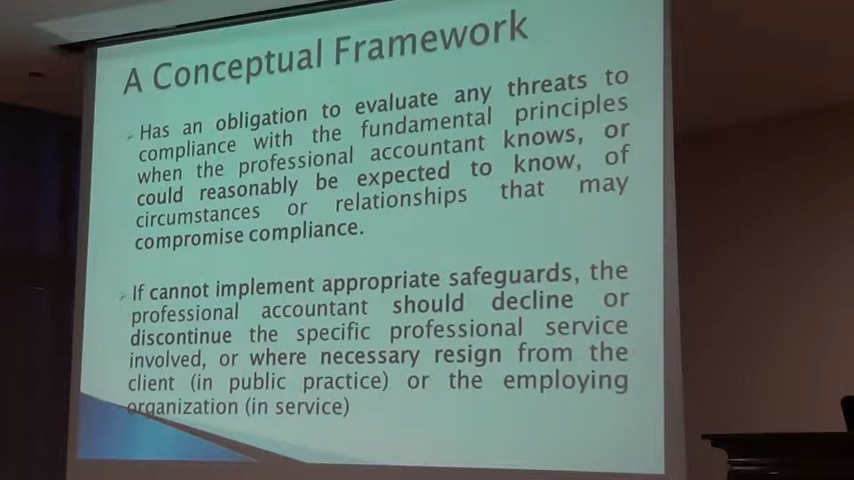 A Conceptual Framework
Has an obligation to evaluate any threats to
compliance with the fundamental principles
when the professional accountant knows, or
could reasonably be expected to know, of
circumstances or relationships that may
compromise compliance.
If cannot implement appropriate safeguards, the
professional accountant should decline or
discontinue the specific professional service
involved, or where necessary resign from the
client (in public practice) or the employing
organization (in service)